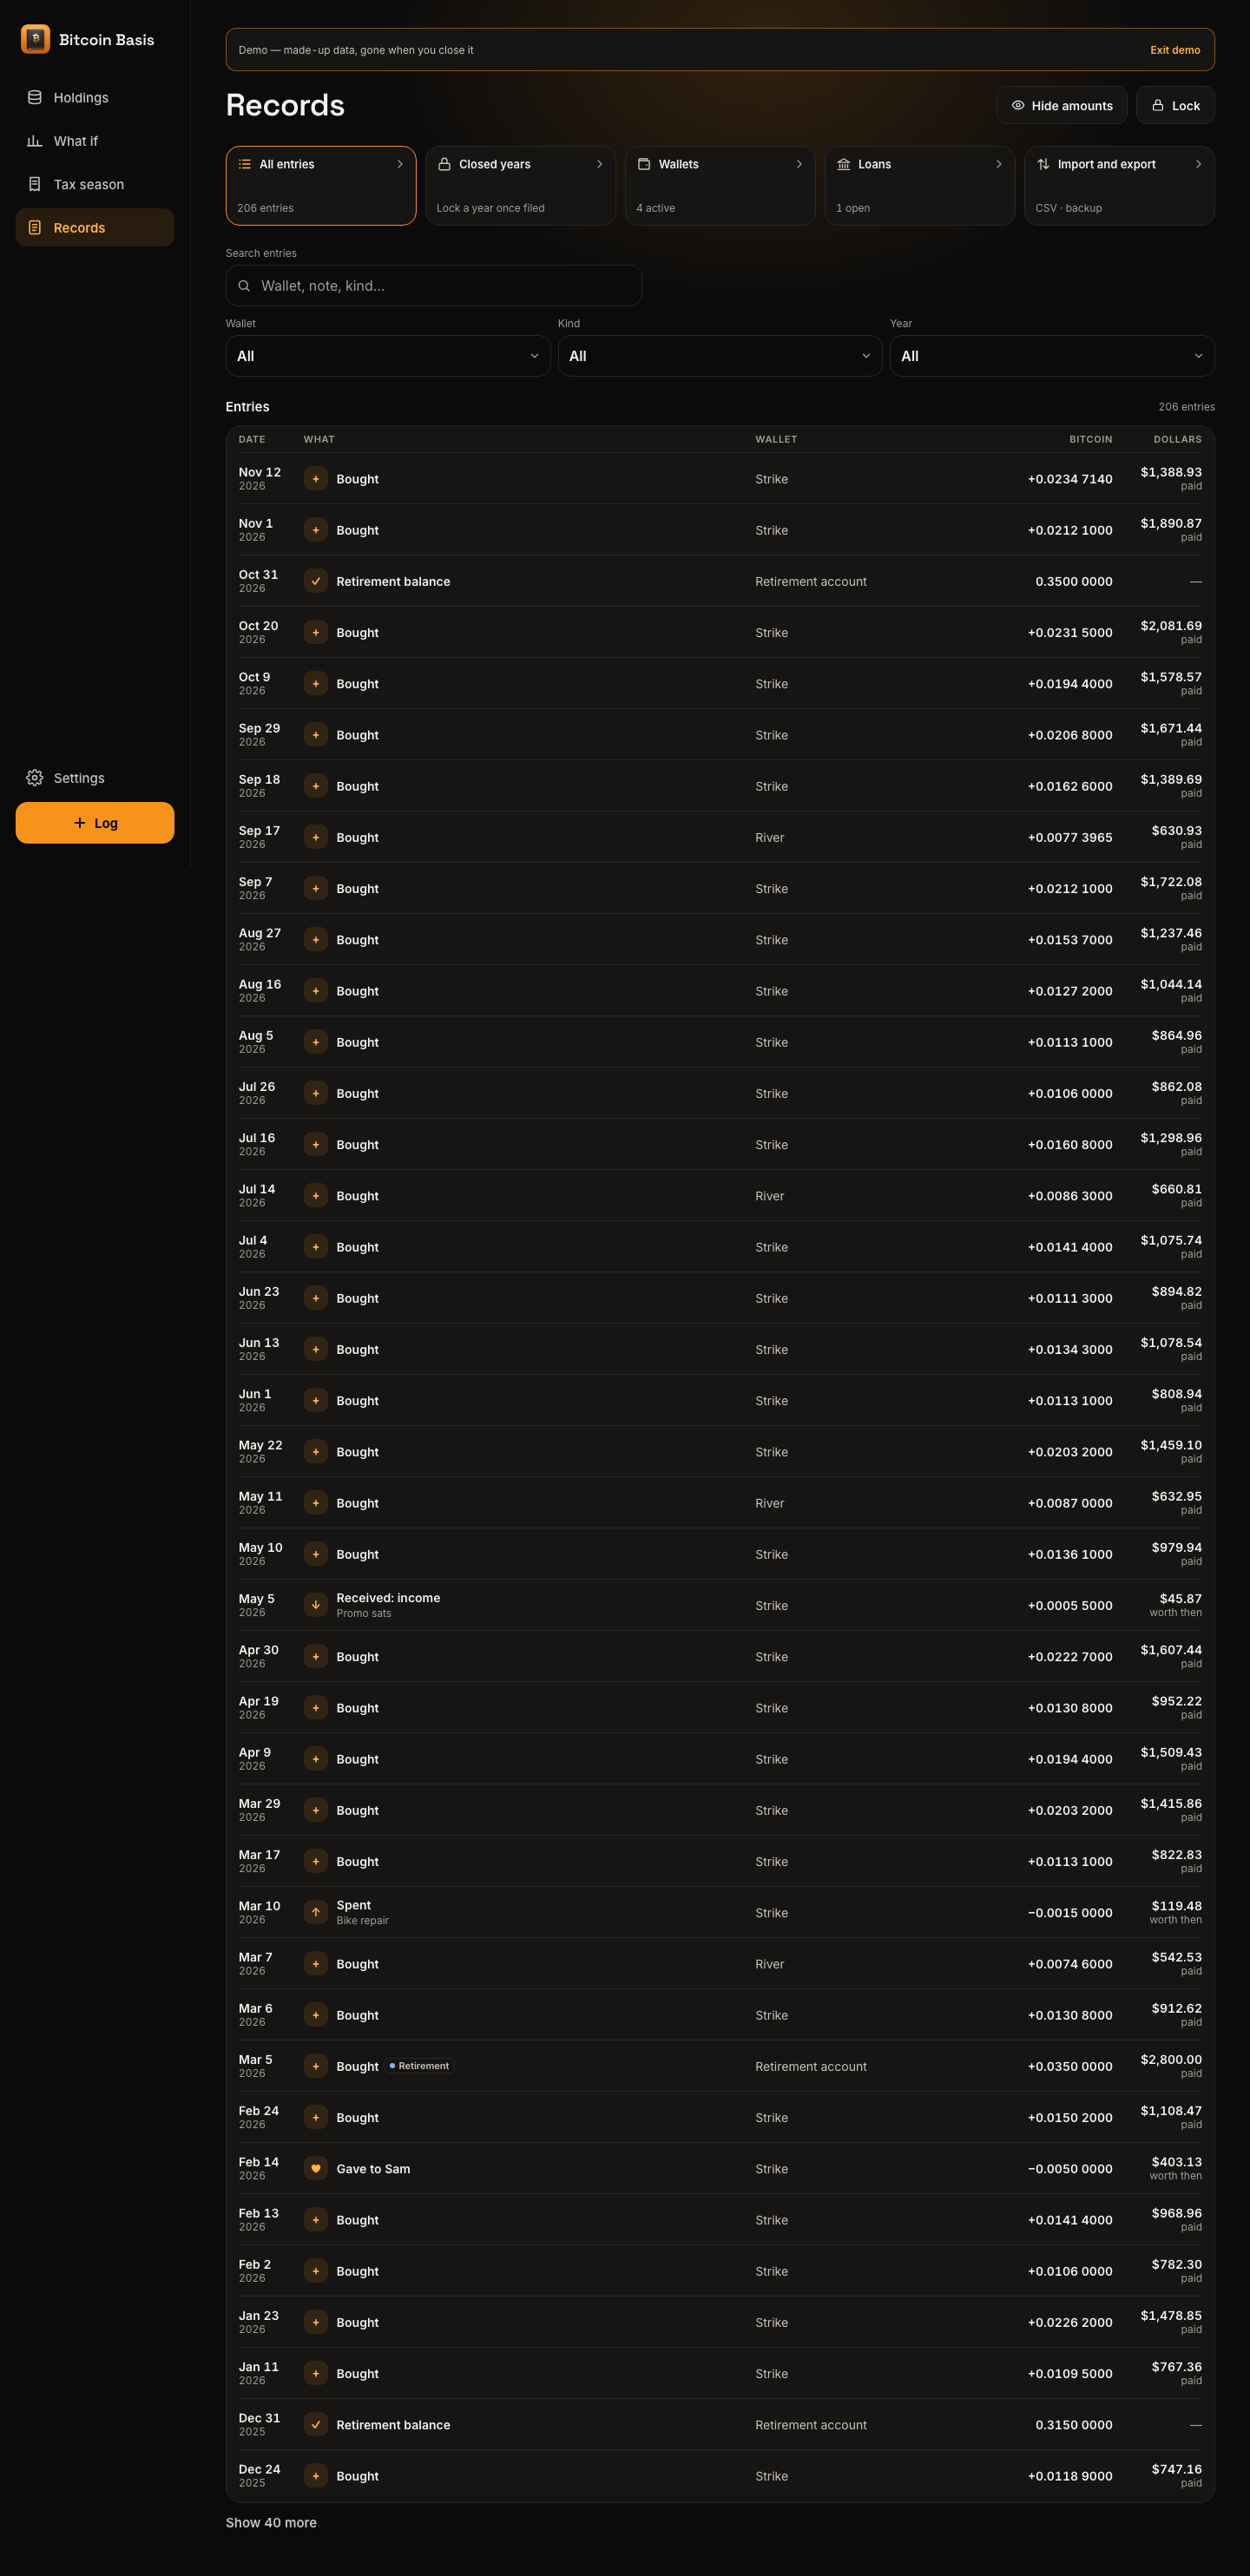 Bitcoin Basis
Holdings
What if
Tax season
Records
Settings
+ Log
Demo — made-up data, gone when you close it
Exit demo
Records
Hide amounts
Lock
All entries
206 entries
Closed years
Lock a year once filed
Wallets
4 active
Loans
1 open
Import and export
CSV · backup
Search entries
Wallet, note, kind...
Wallet Kind Year
All All All
Entries 206 entries
DATE WHAT WALLET BITCOIN DOLLARS
Nov 12 2026 + Bought Strike +0.0234 7140 $1,388.93 paid
Nov 1 2026 + Bought Strike +0.0212 1000 $1,890.87 paid
Oct 31 2026 Retirement balance Retirement account 0.3500 0000 —
Oct 20 2026 + Bought Strike +0.0231 5000 $2,081.69 paid
Oct 9 2026 + Bought Strike +0.0194 4000 $1,578.57 paid
Sep 29 2026 + Bought Strike +0.0206 8000 $1,671.44 paid
Sep 18 2026 + Bought Strike +0.0162 6000 $1,389.69 paid
Sep 17 2026 + Bought River +0.0077 3965 $630.93 paid
Sep 7 2026 + Bought Strike +0.0212 1000 $1,722.08 paid
Aug 27 2026 + Bought Strike +0.0153 7000 $1,237.46 paid
Aug 16 2026 + Bought Strike +0.0127 2000 $1,044.14 paid
Aug 5 2026 + Bought Strike +0.0113 1000 $864.96 paid
Jul 26 2026 + Bought Strike +0.0106 0000 $862.08 paid
Jul 16 2026 + Bought Strike +0.0160 8000 $1,298.96 paid
Jul 14 2026 + Bought River +0.0086 3000 $660.81 paid
Jul 4 2026 + Bought Strike +0.0141 4000 $1,075.74 paid
Jun 23 2026 + Bought Strike +0.0111 3000 $894.82 paid
Jun 13 2026 + Bought Strike +0.0134 3000 $1,078.54 paid
Jun 1 2026 + Bought Strike +0.0113 1000 $808.94 paid
May 22 2026 + Bought Strike +0.0203 2000 $1,459.10 paid
May 11 2026 + Bought River +0.0087 0000 $632.95 paid
May 10 2026 + Bought Strike +0.0136 1000 $979.94 paid
May 5 2026 Received: income Promo sats Strike +0.0005 5000 $45.87 worth then
Apr 30 2026 + Bought Strike +0.0222 7000 $1,607.44 paid
Apr 19 2026 + Bought Strike +0.0130 8000 $952.22 paid
Apr 9 2026 + Bought Strike +0.0194 4000 $1,509.43 paid
Mar 29 2026 + Bought Strike +0.0203 2000 $1,415.86 paid
Mar 17 2026 + Bought Strike +0.0113 1000 $822.83 paid
Mar 10 2026 Spent Bike repair Strike −0.0015 0000 $119.48 worth then
Mar 7 2026 + Bought River +0.0074 6000 $542.53 paid
Mar 6 2026 + Bought Strike +0.0130 8000 $912.62 paid
Mar 5 2026 + Bought Retirement Retirement account +0.0350 0000 $2,800.00 paid
Feb 24 2026 + Bought Strike +0.0150 2000 $1,108.47 paid
Feb 14 2026 Gave to Sam Strike −0.0050 0000 $403.13 worth then
Feb 13 2026 + Bought Strike +0.0141 4000 $968.96 paid
Feb 2 2026 + Bought Strike +0.0106 0000 $782.30 paid
Jan 23 2026 + Bought Strike +0.0226 2000 $1,478.85 paid
Jan 11 2026 + Bought Strike +0.0109 5000 $767.36 paid
Dec 31 2025 Retirement balance Retirement account 0.3150 0000 —
Dec 24 2025 + Bought Strike +0.0118 9000 $747.16 paid
Show 40 more